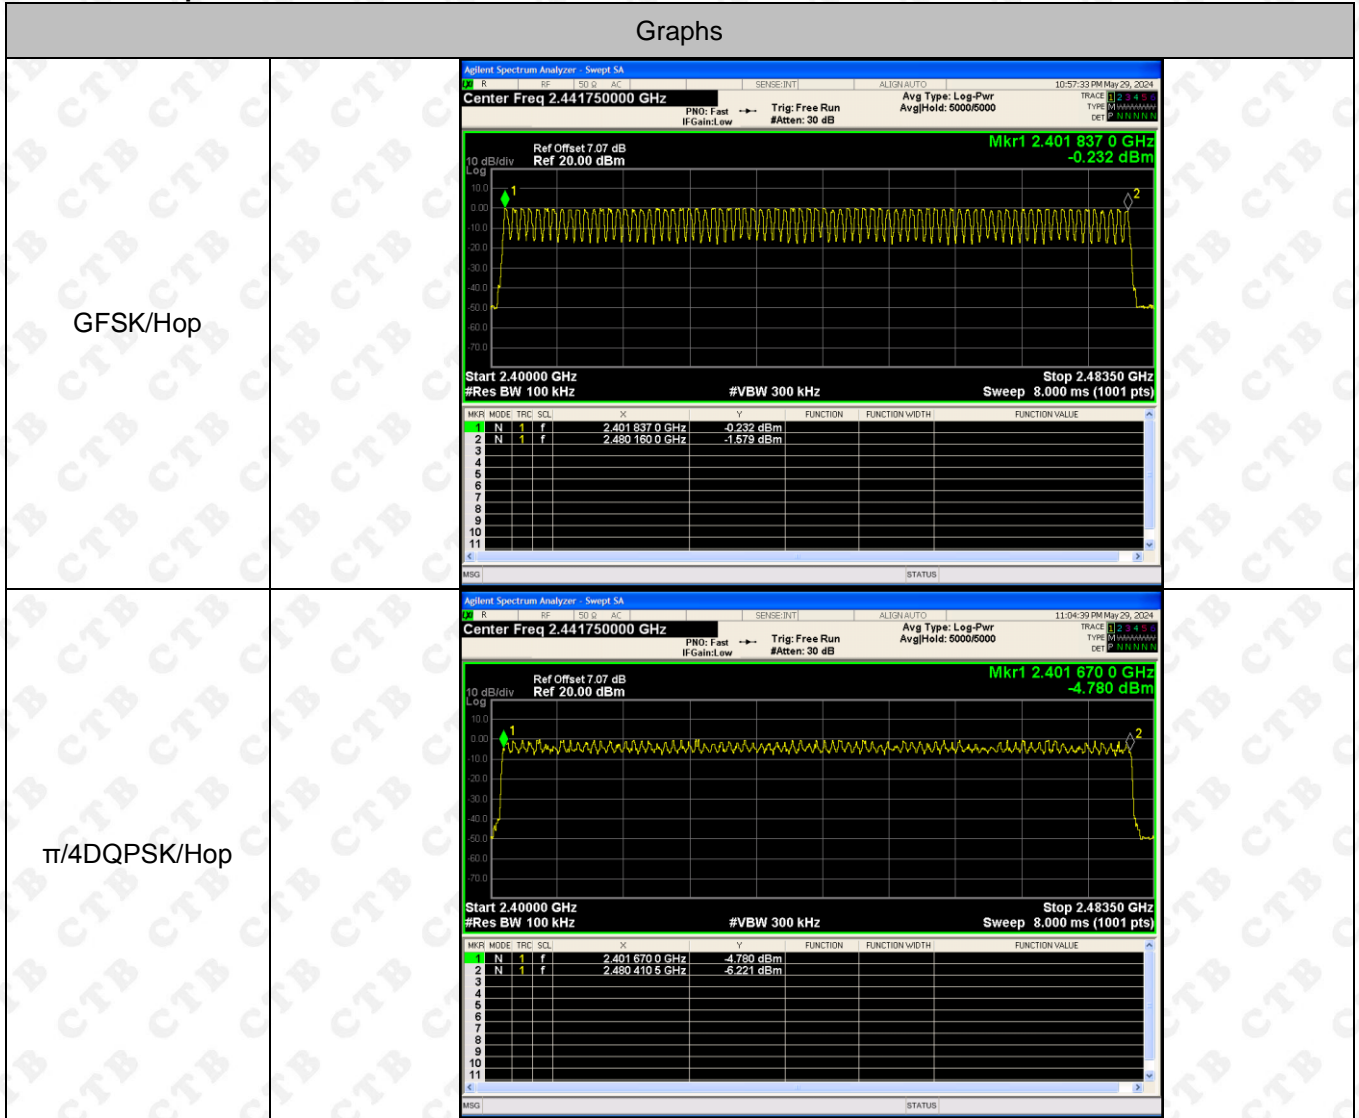 Graphs
GFSK/Hop
Agilent Spectrum Analyzer - Swept SA
R RF 50 Ω AC SENSE:INT ALIGN AUTO 10:57:33 PM May 29, 2024
Center Freq 2.441750000 GHz
PNO: Fast
IFGain:Low
Trig: Free Run
#Atten: 30 dB
Avg Type: Log-Pwr
Avg|Hold: 5000/5000
TRACE 1 2 3 4 5 6
TYPE M
DET P N N N N N
Mkr1 2.401 837 0 GHz
-0.232 dBm
Ref Offset 7.07 dB
10 dB/div Ref 20.00 dBm
Log
10.0
0.00
-10.0
-20.0
-30.0
-40.0
-50.0
-60.0
-70.0
1
2
Start 2.40000 GHz Stop 2.48350 GHz
#Res BW 100 kHz #VBW 300 kHz Sweep 8.000 ms (1001 pts)
MKR MODE TRC SCL X Y FUNCTION FUNCTION WIDTH FUNCTION VALUE
1 N 1 f 2.401 837 0 GHz -0.232 dBm
2 N 1 f 2.480 160 0 GHz -1.579 dBm
3
4
5
6
7
8
9
10
11
MSG STATUS
π/4DQPSK/Hop
Agilent Spectrum Analyzer - Swept SA
R RF 50 Ω AC SENSE:INT ALIGN AUTO 11:04:39 PM May 29, 2024
Center Freq 2.441750000 GHz
PNO: Fast
IFGain:Low
Trig: Free Run
#Atten: 30 dB
Avg Type: Log-Pwr
Avg|Hold: 5000/5000
TRACE 1 2 3 4 5 6
TYPE M
DET P N N N N N
Mkr1 2.401 670 0 GHz
-4.780 dBm
Ref Offset 7.07 dB
10 dB/div Ref 20.00 dBm
Log
10.0
0.00
-10.0
-20.0
-30.0
-40.0
-50.0
-60.0
-70.0
1
2
Start 2.40000 GHz Stop 2.48350 GHz
#Res BW 100 kHz #VBW 300 kHz Sweep 8.000 ms (1001 pts)
MKR MODE TRC SCL X Y FUNCTION FUNCTION WIDTH FUNCTION VALUE
1 N 1 f 2.401 670 0 GHz -4.780 dBm
2 N 1 f 2.480 410 5 GHz -6.221 dBm
3
4
5
6
7
8
9
10
11
MSG STATUS